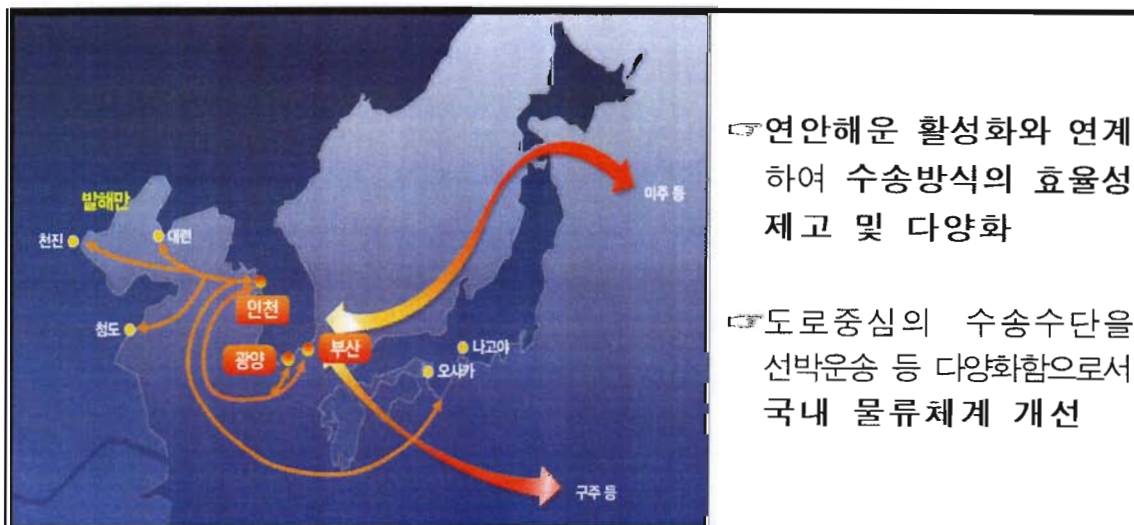 발해만
천진
대련
청도
인천
광양
부산
나고야
오사카
미주 등
구주 등
☞연안해운 활성화와 연계
하여 수송방식의 효율성
제고 및 다양화
☞도로중심의 수송수단을
선박운송 등 다양화함으로서
국내 물류체계 개선